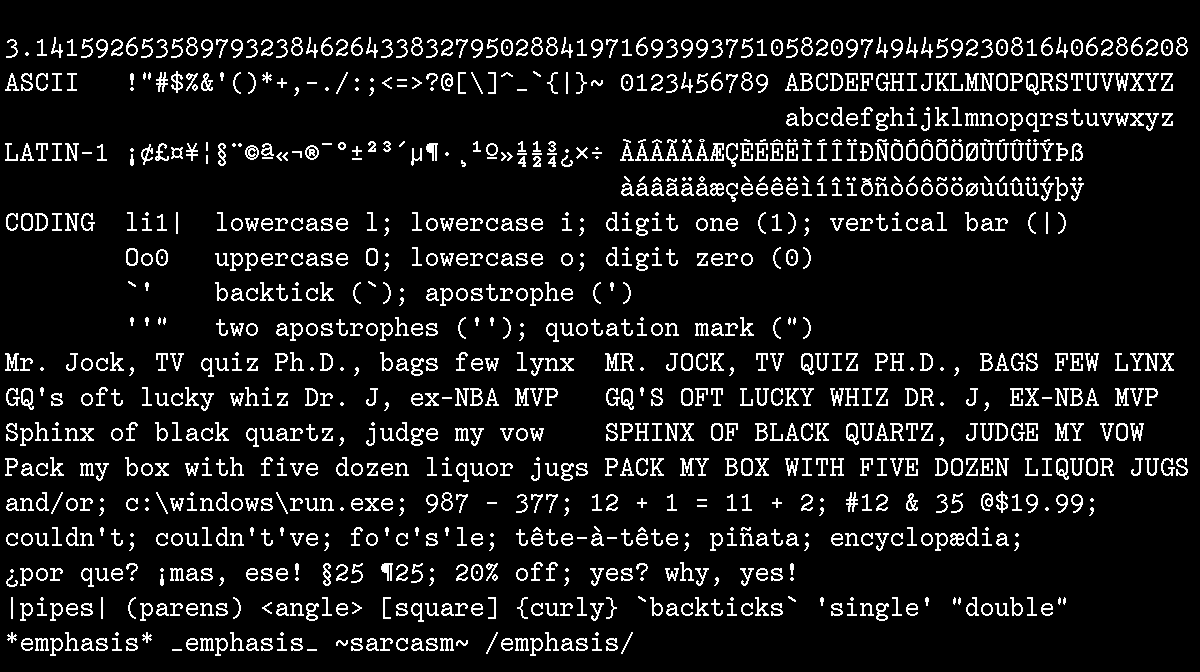 3.1415926535897932384626433832795028841971693993751058209749445923081640628​6208
ASCII   !"#$%&'()*+,-./:;<=>?@[\]^_`{|}~ 0123456789 ABCDEFGHIJKLMNOPQRSTUVWXYZ
                                                    abcdefghijklmnopqrstuvwxyz
LATIN-1 ¡¢£¤¥¦§¨©ª«¬®¯°±²³´µ¶·¸¹º»¼½¾¿×÷ ÀÁÂÃÄÅÆÇÈÉÊËÌÍÎÏÐÑÒÓÔÕÖØÙÚÛÜÝÞß
                                         àáâãäåæçèéêëìíîïðñòóôõöøùúûüýþÿ
CODING  li1|  lowercase l; lowercase i; digit one (1); vertical bar (|)
        Oo0   uppercase O; lowercase o; digit zero (0)
        `'    backtick (`); apostrophe (')
        ''"   two apostrophes (''); quotation mark (")
Mr. Jock, TV quiz Ph.D., bags few lynx  MR. JOCK, TV QUIZ PH.D., BAGS FEW LYNX
GQ's oft lucky whiz Dr. J, ex-NBA MVP   GQ'S OFT LUCKY WHIZ DR. J, EX-NBA MVP
Sphinx of black quartz, judge my vow    SPHINX OF BLACK QUARTZ, JUDGE MY VOW
Pack my box with five dozen liquor jugs PACK MY BOX WITH FIVE DOZEN LIQUOR JUGS
and/or; c:\windows\run.exe; 987 - 377; 12 + 1 = 11 + 2; #12 & 35 @$19.99;
couldn't; couldn't've; fo'c's'le; tête-à-tête; piñata; encyclopædia;
¿por que? ¡mas, ese! §25 ¶25; 20% off; yes? why, yes!
|pipes| (parens) <angle> [square] {curly} `backticks` 'single' "double"
*emphasis* _emphasis_ ~sarcasm~ /emphasis/